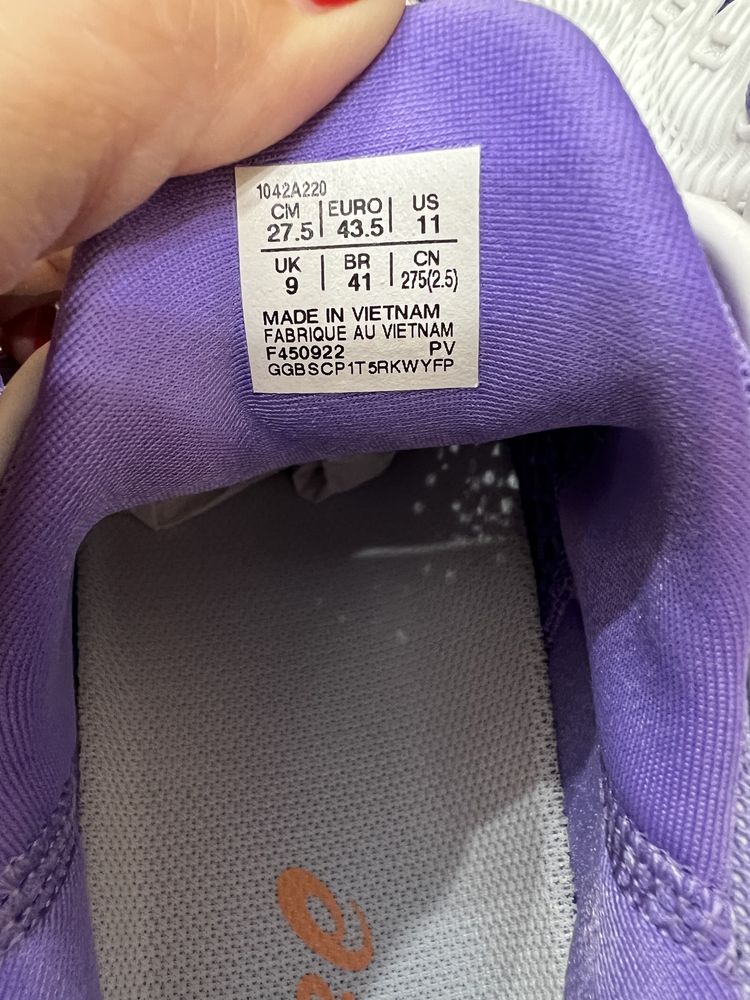 1042A220
CM | EURO | US
27.5 | 43.5 | 11
UK | BR | CN
9 | 41 | 275(2.5)
MADE IN VIETNAM
FABRIQUE AU VIETNAM
F450922 PV
GGBSCP1T5RKWYFP